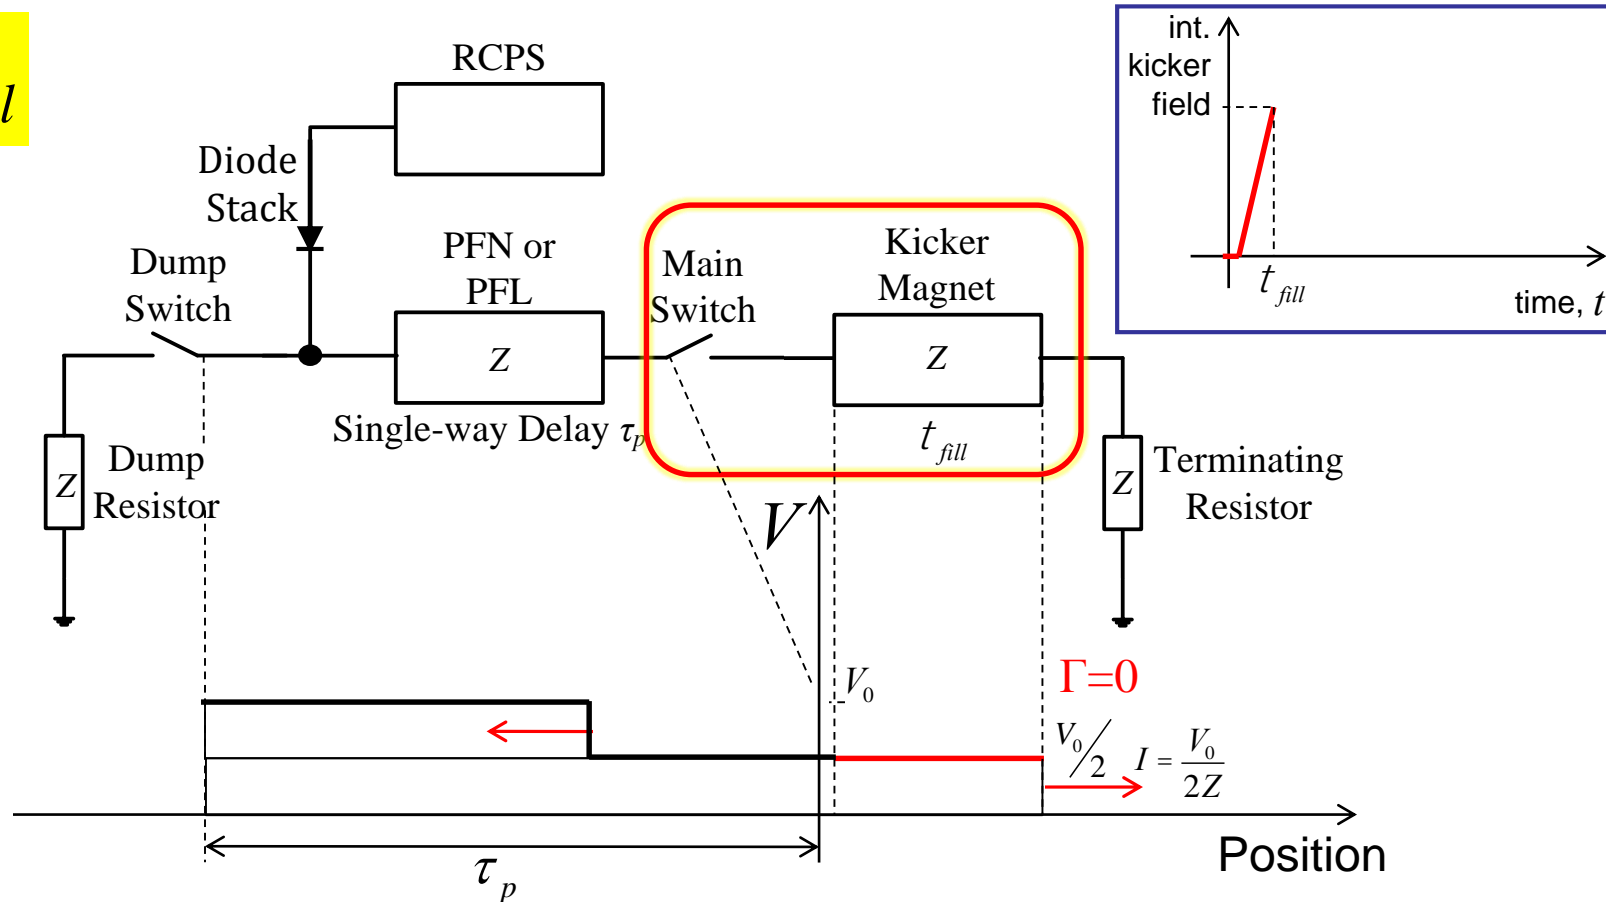 l
RCPS
int.
kicker
field
t fill
time, t
Diode
Stack
Dump
Switch
PFN or
PFL
Main
Switch
Kicker
Magnet
Z
Z
Single-way Delay τp
t fill
Z
Dump
Resistor
Z
Terminating
Resistor
V
V0
Γ=0
V0/2
I = V0/2Z
τp
Position